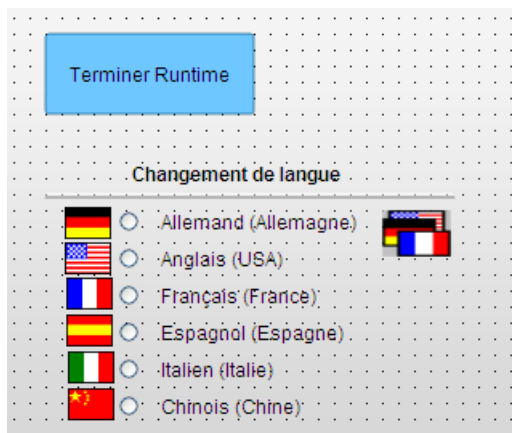 Terminer Runtime
Changement de langue
Allemand (Allemagne)
Anglais (USA)
Français (France)
Espagnol (Espagne)
Italien (Italie)
Chinois (Chine)